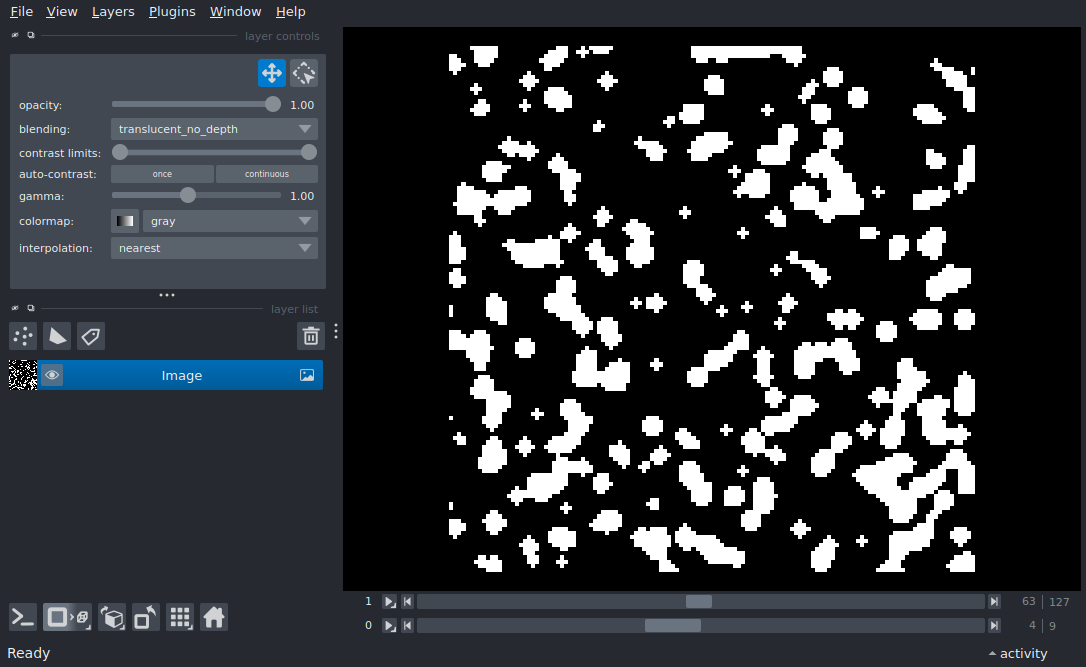 File View Layers Plugins Window Help
layer controls
opacity: 1.00
blending: translucent_no_depth
contrast limits:
auto-contrast: once continuous
gamma: 1.00
colormap: gray
interpolation: nearest
layer list
Image
1 63 | 127
0 4 | 9
Ready activity